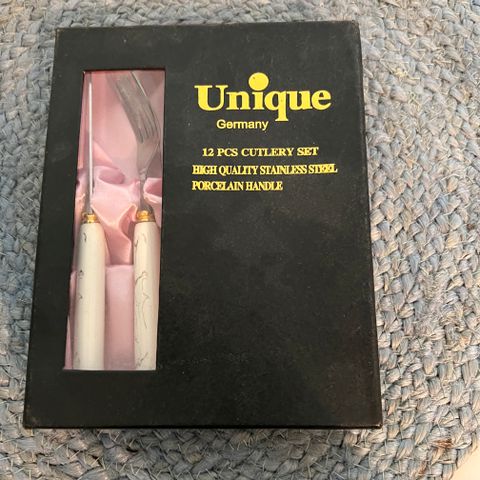 Unique
Germany
12 PCS CUTLERY SET
HIGH QUALITY STAINLESS STEEL
PORCELAIN HANDLE